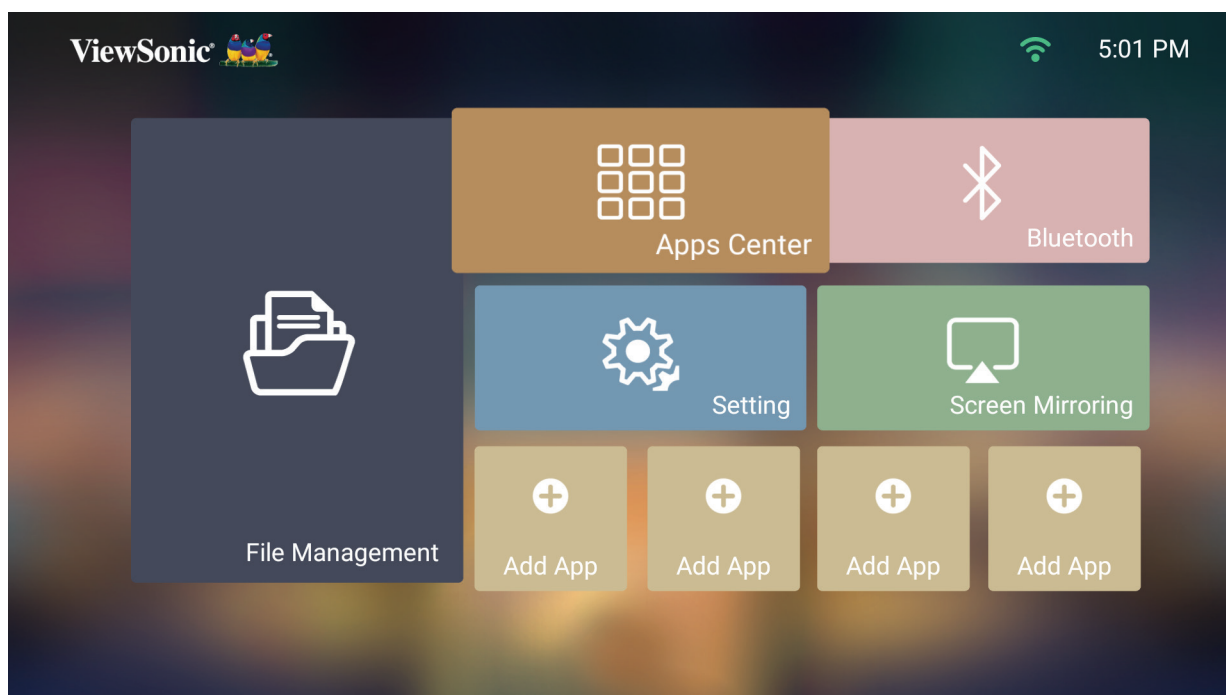 ViewSonic®
5:01 PM
Apps Center
Bluetooth
Setting
Screen Mirroring
File Management
Add App
Add App
Add App
Add App